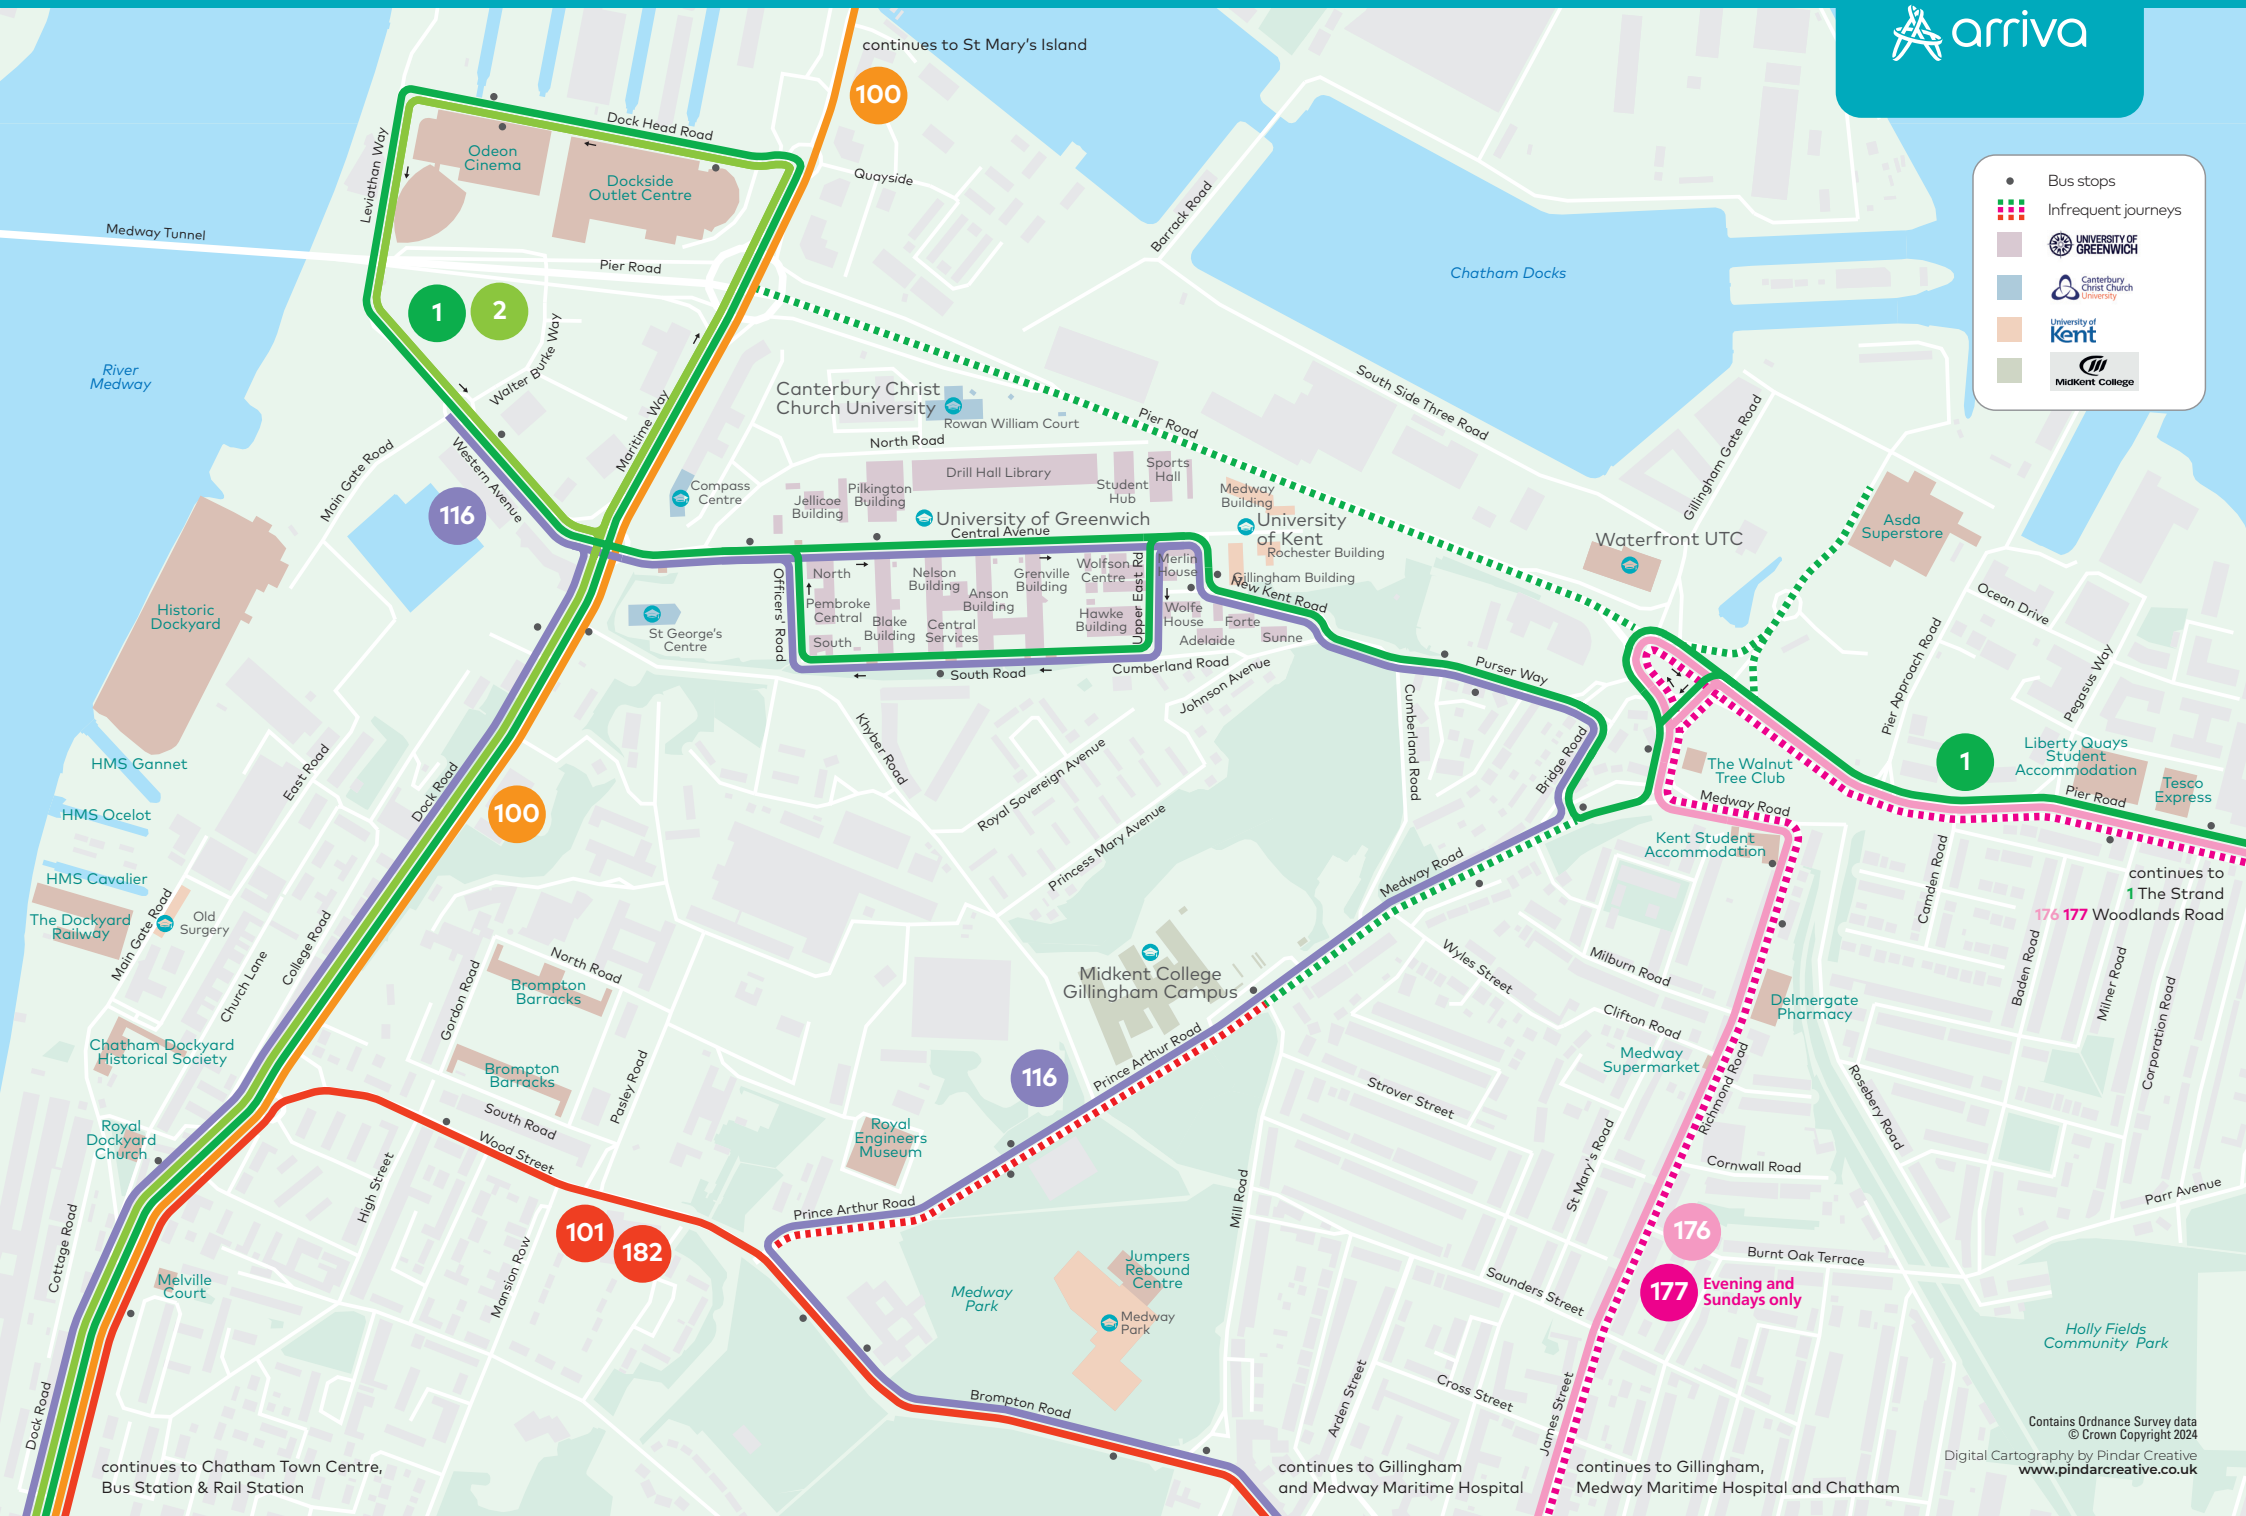 arriva
continues to St Mary's Island
100
Dock Head Road
Leviathan Way
Odeon
Cinema
Dockside
Outlet Centre
Quayside
Barrack Road
Bus stops
Infrequent journeys
UNIVERSITY OF
GREENWICH
Canterbury
Christ Church
University
University of
Kent
MidKent College
Medway Tunnel
Pier Road
Chatham Docks
1
2
River
Medway
Walter Burke Way
Maritime Way
Main Gate Road
Western Avenue
116
Canterbury Christ
Church University
Rowan William Court
North Road
Pier Road
South Side Three Road
Gillingham Gate Road
Compass
Centre
Jellicoe
Building
Pilkington
Building
Drill Hall Library
Student
Hub
Sports
Hall
Medway
Building
University of Greenwich
Central Avenue
University
of Kent
Rochester Building
Gillingham Building
Waterfront UTC
Asda
Superstore
Historic
Dockyard
St George's
Centre
Officers' Road
North
Pembroke
Central
South
Blake
Building
Nelson
Building
Central
Services
Anson
Building
Grenville
Building
Wolfson
Centre
Hawke
Building
Upper East Rd
Merlin
House
Wolfe
House
Forte
Adelaide
Sunne
New Kent Road
South Road
Cumberland Road
Johnson Avenue
Purser Way
Cumberland Road
Bridge Road
Ocean Drive
Pier Approach Road
Pegasus Way
HMS Gannet
HMS Ocelot
HMS Cavalier
East Road
Dock Road
100
Khyber Road
Royal Sovereign Avenue
Princess Mary Avenue
The Walnut
Tree Club
Medway Road
Kent Student
Accommodation
1
Liberty Quays
Student
Accommodation
Tesco
Express
Pier Road
continues to
1 The Strand
176 177 Woodlands Road
Camden Road
The Dockyard
Railway
Main Gate Road
Old
Surgery
Church Lane
College Road
Gordon Road
North Road
Brompton
Barracks
Medway Road
Midkent College
Gillingham Campus
Wyles Street
Milburn Road
Clifton Road
Delmergate
Pharmacy
Baden Road
Milner Road
Corporation Road
Chatham Dockyard
Historical Society
Brompton
Barracks
South Road
Wood Street
Pasley Road
116
Prince Arthur Road
Strover Street
Medway
Supermarket
Richmond Road
Rosebery Road
Royal
Dockyard
Church
Royal
Engineers
Museum
Cottage Road
High Street
Mansion Row
101
182
Prince Arthur Road
Mill Road
St Mary's Road
Cornwall Road
Parr Avenue
Melville
Court
Medway
Park
Jumpers
Rebound
Centre
Medway
Park
176
177
Evening and
Sundays only
Burnt Oak Terrace
Saunders Street
Holly Fields
Community Park
Dock Road
Brompton Road
Arden Street
Cross Street
James Street
continues to Chatham Town Centre,
Bus Station & Rail Station
continues to Gillingham
and Medway Maritime Hospital
continues to Gillingham,
Medway Maritime Hospital and Chatham
Contains Ordnance Survey data
© Crown Copyright 2024
Digital Cartography by Pindar Creative
www.pindarcreative.co.uk